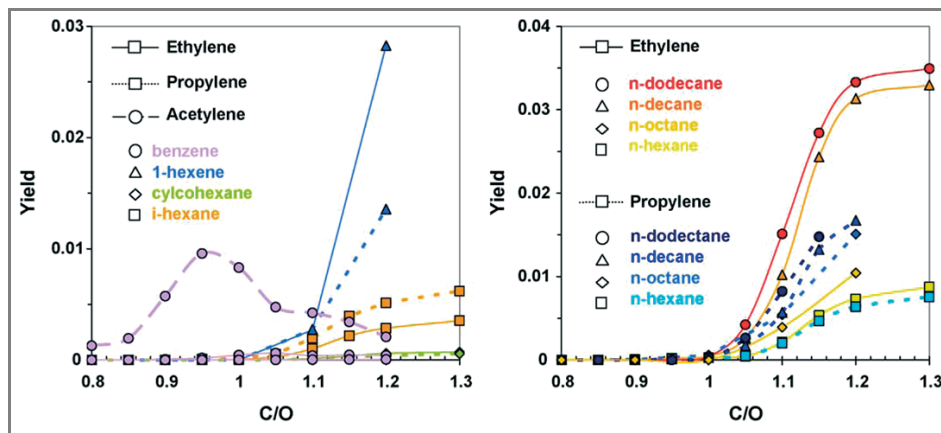 0.03
0.02
0.01
0
Yield
0.8
0.9
1
1.1
1.2
1.3
C/O
Ethylene
Propylene
Acetylene
benzene
1-hexene
cylcohexane
i-hexane
0.04
0.03
0.02
0.01
0
Yield
0.8
0.9
1
1.1
1.2
1.3
C/O
Ethylene
n-dodecane
n-decane
n-octane
n-hexane
Propylene
n-dodectane
n-decane
n-octane
n-hexane